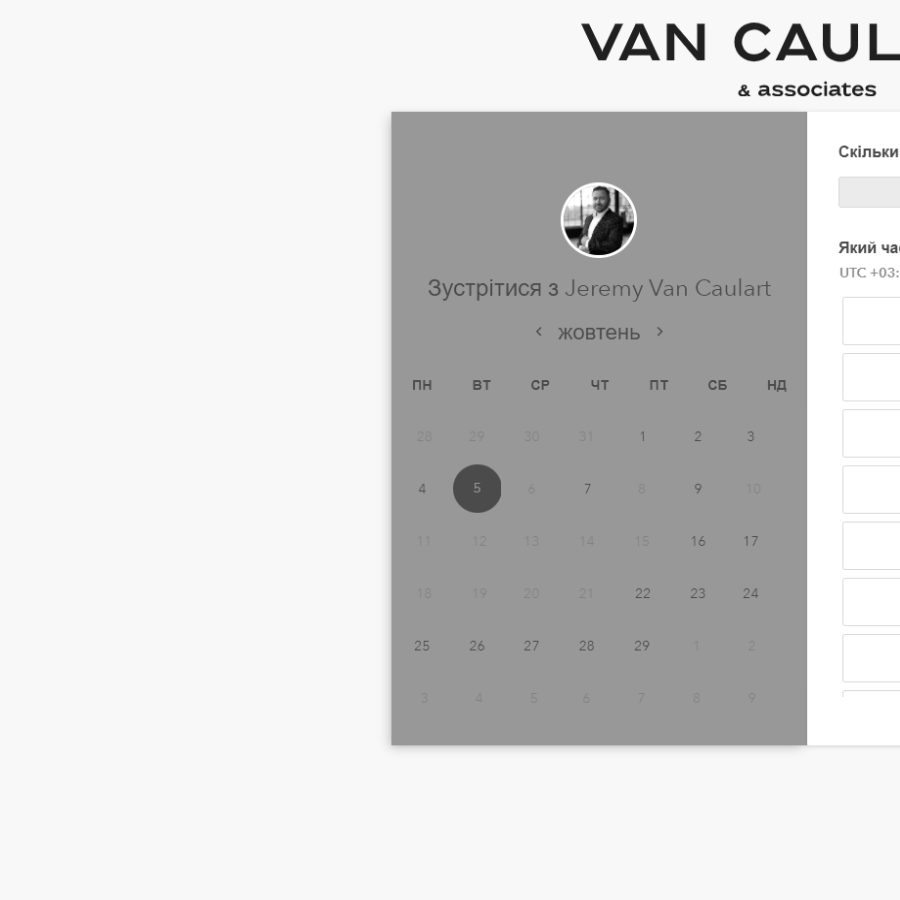 VAN CAUL
& associates
Зустрітися з Jeremy Van Caulart
жовтень
ПН ВТ СР ЧТ ПТ СБ НД
28 29 30 31 1 2 3
4 5 6 7 8 9 10
11 12 13 14 15 16 17
18 19 20 21 22 23 24
25 26 27 28 29 1 2
3 4 5 6 7 8 9
Скільки
Який ча
UTC +03: